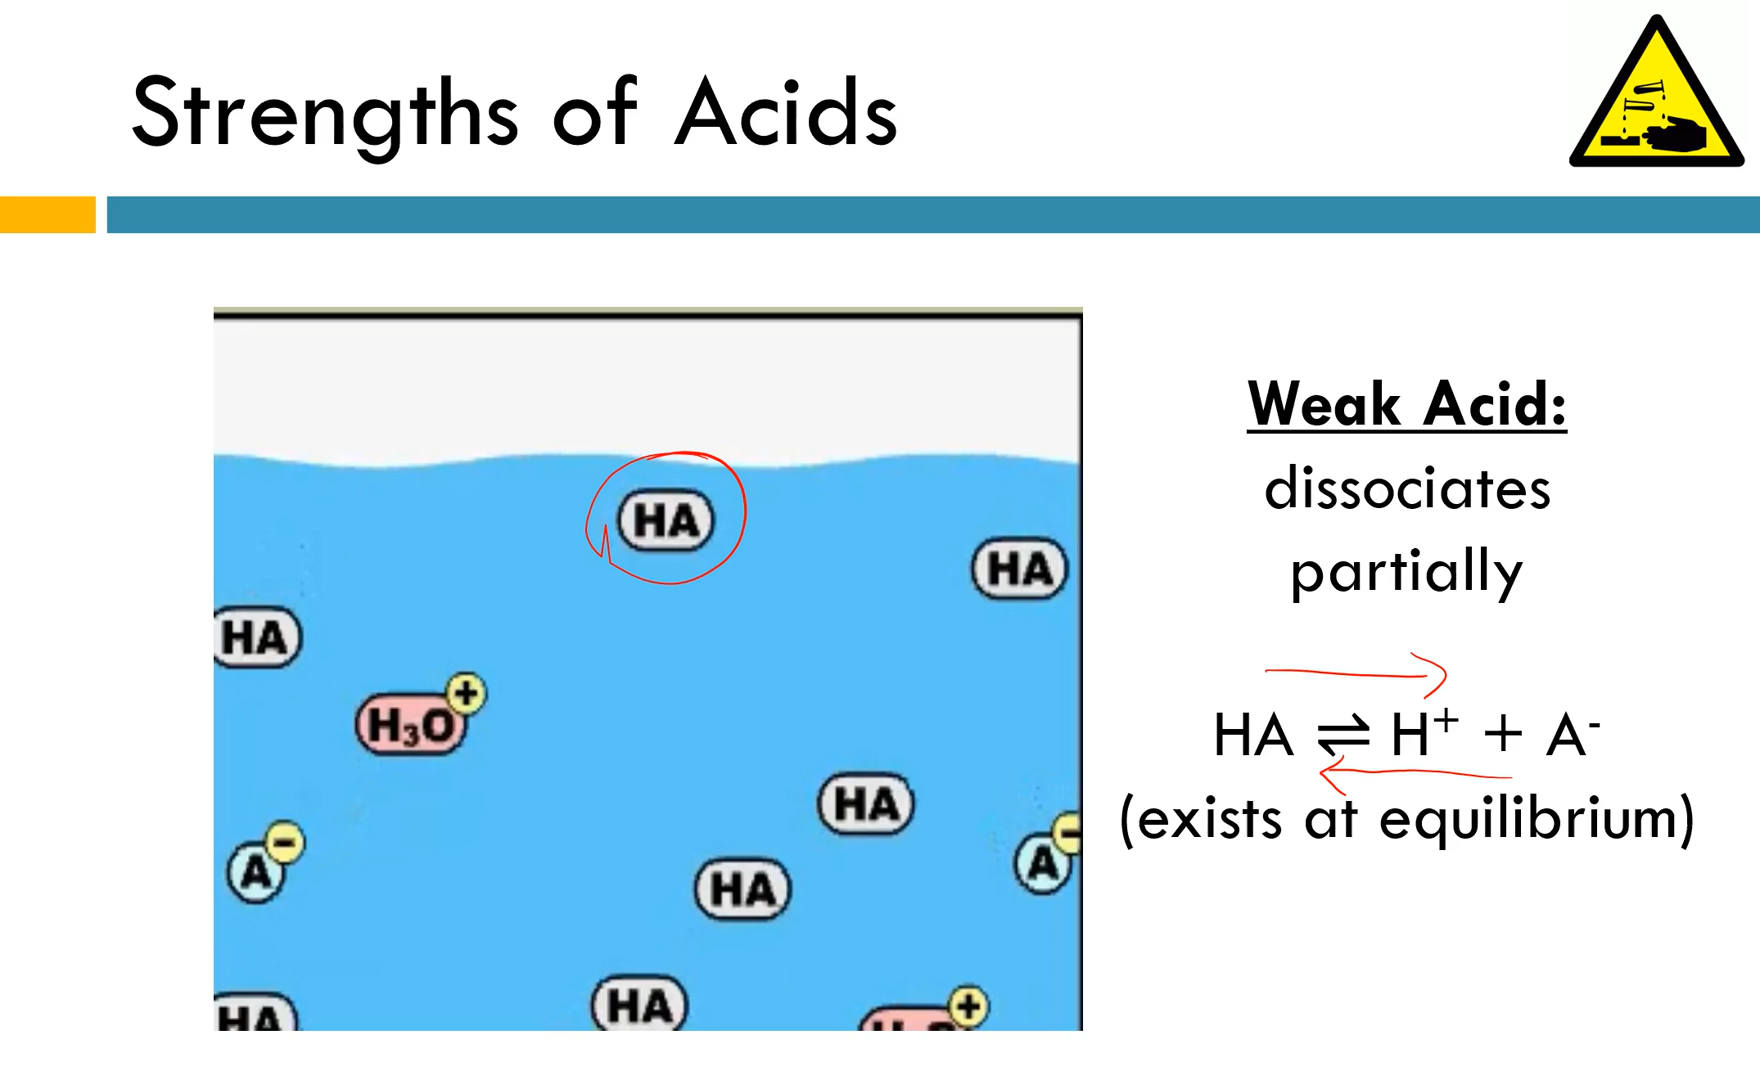 Strengths of Acids
HA
HA
HA
H₃O +
HA
A -
A -
HA
HA
HA
+
Weak Acid:
dissociates
partially
HA ⇌ H⁺ + A⁻
(exists at equilibrium)